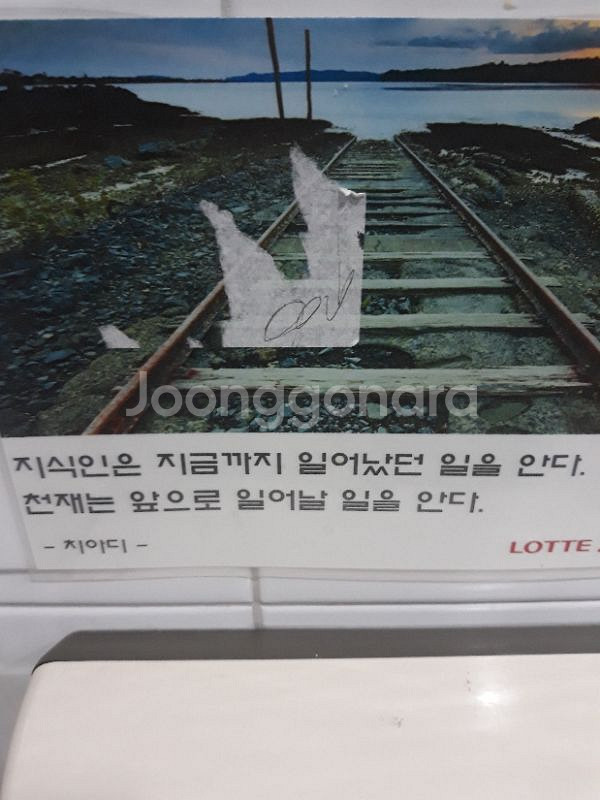 Joonggonara
지식인은 지금까지 일어났던 일을 안다.
천재는 앞으로 일어날 일을 안다.
- 치아디 -
LOTTE